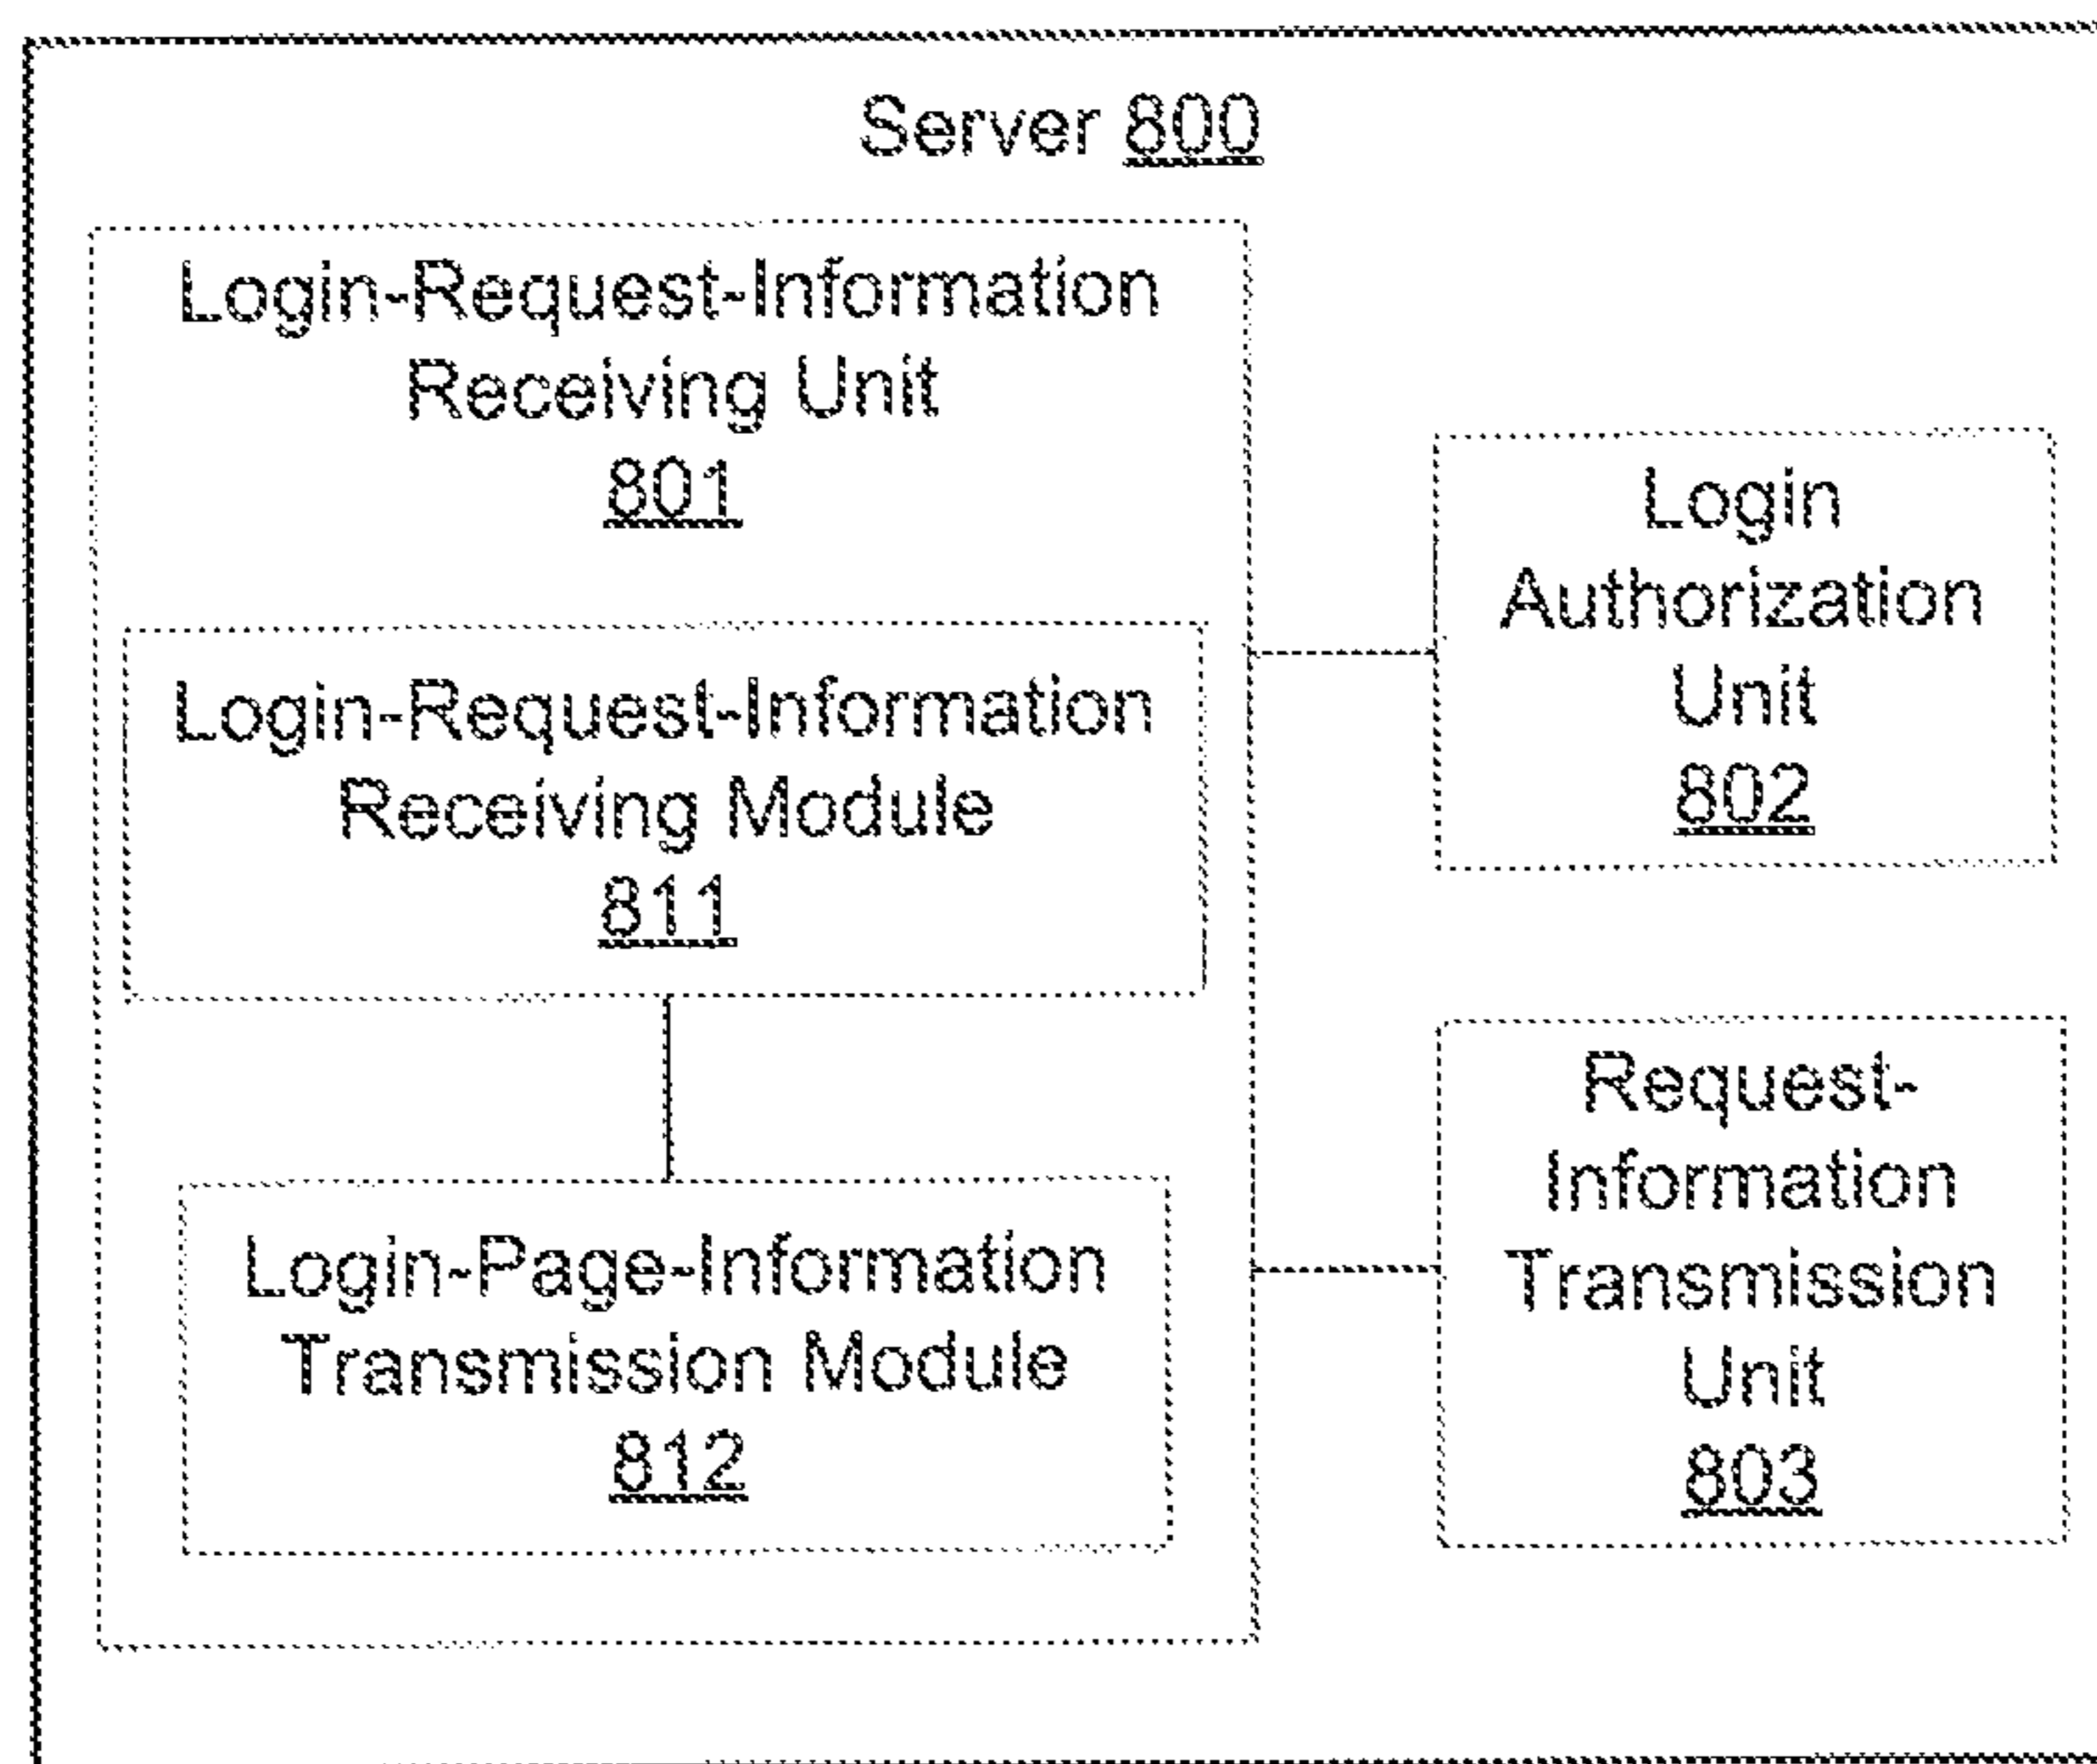 Server 800
Login-Request-Information
Receiving Unit
801
Login-Request-Information
Receiving Module
811
Login-Page-Information
Transmission Module
812
Login
Authorization
Unit
802
Request-
Information
Transmission
Unit
803